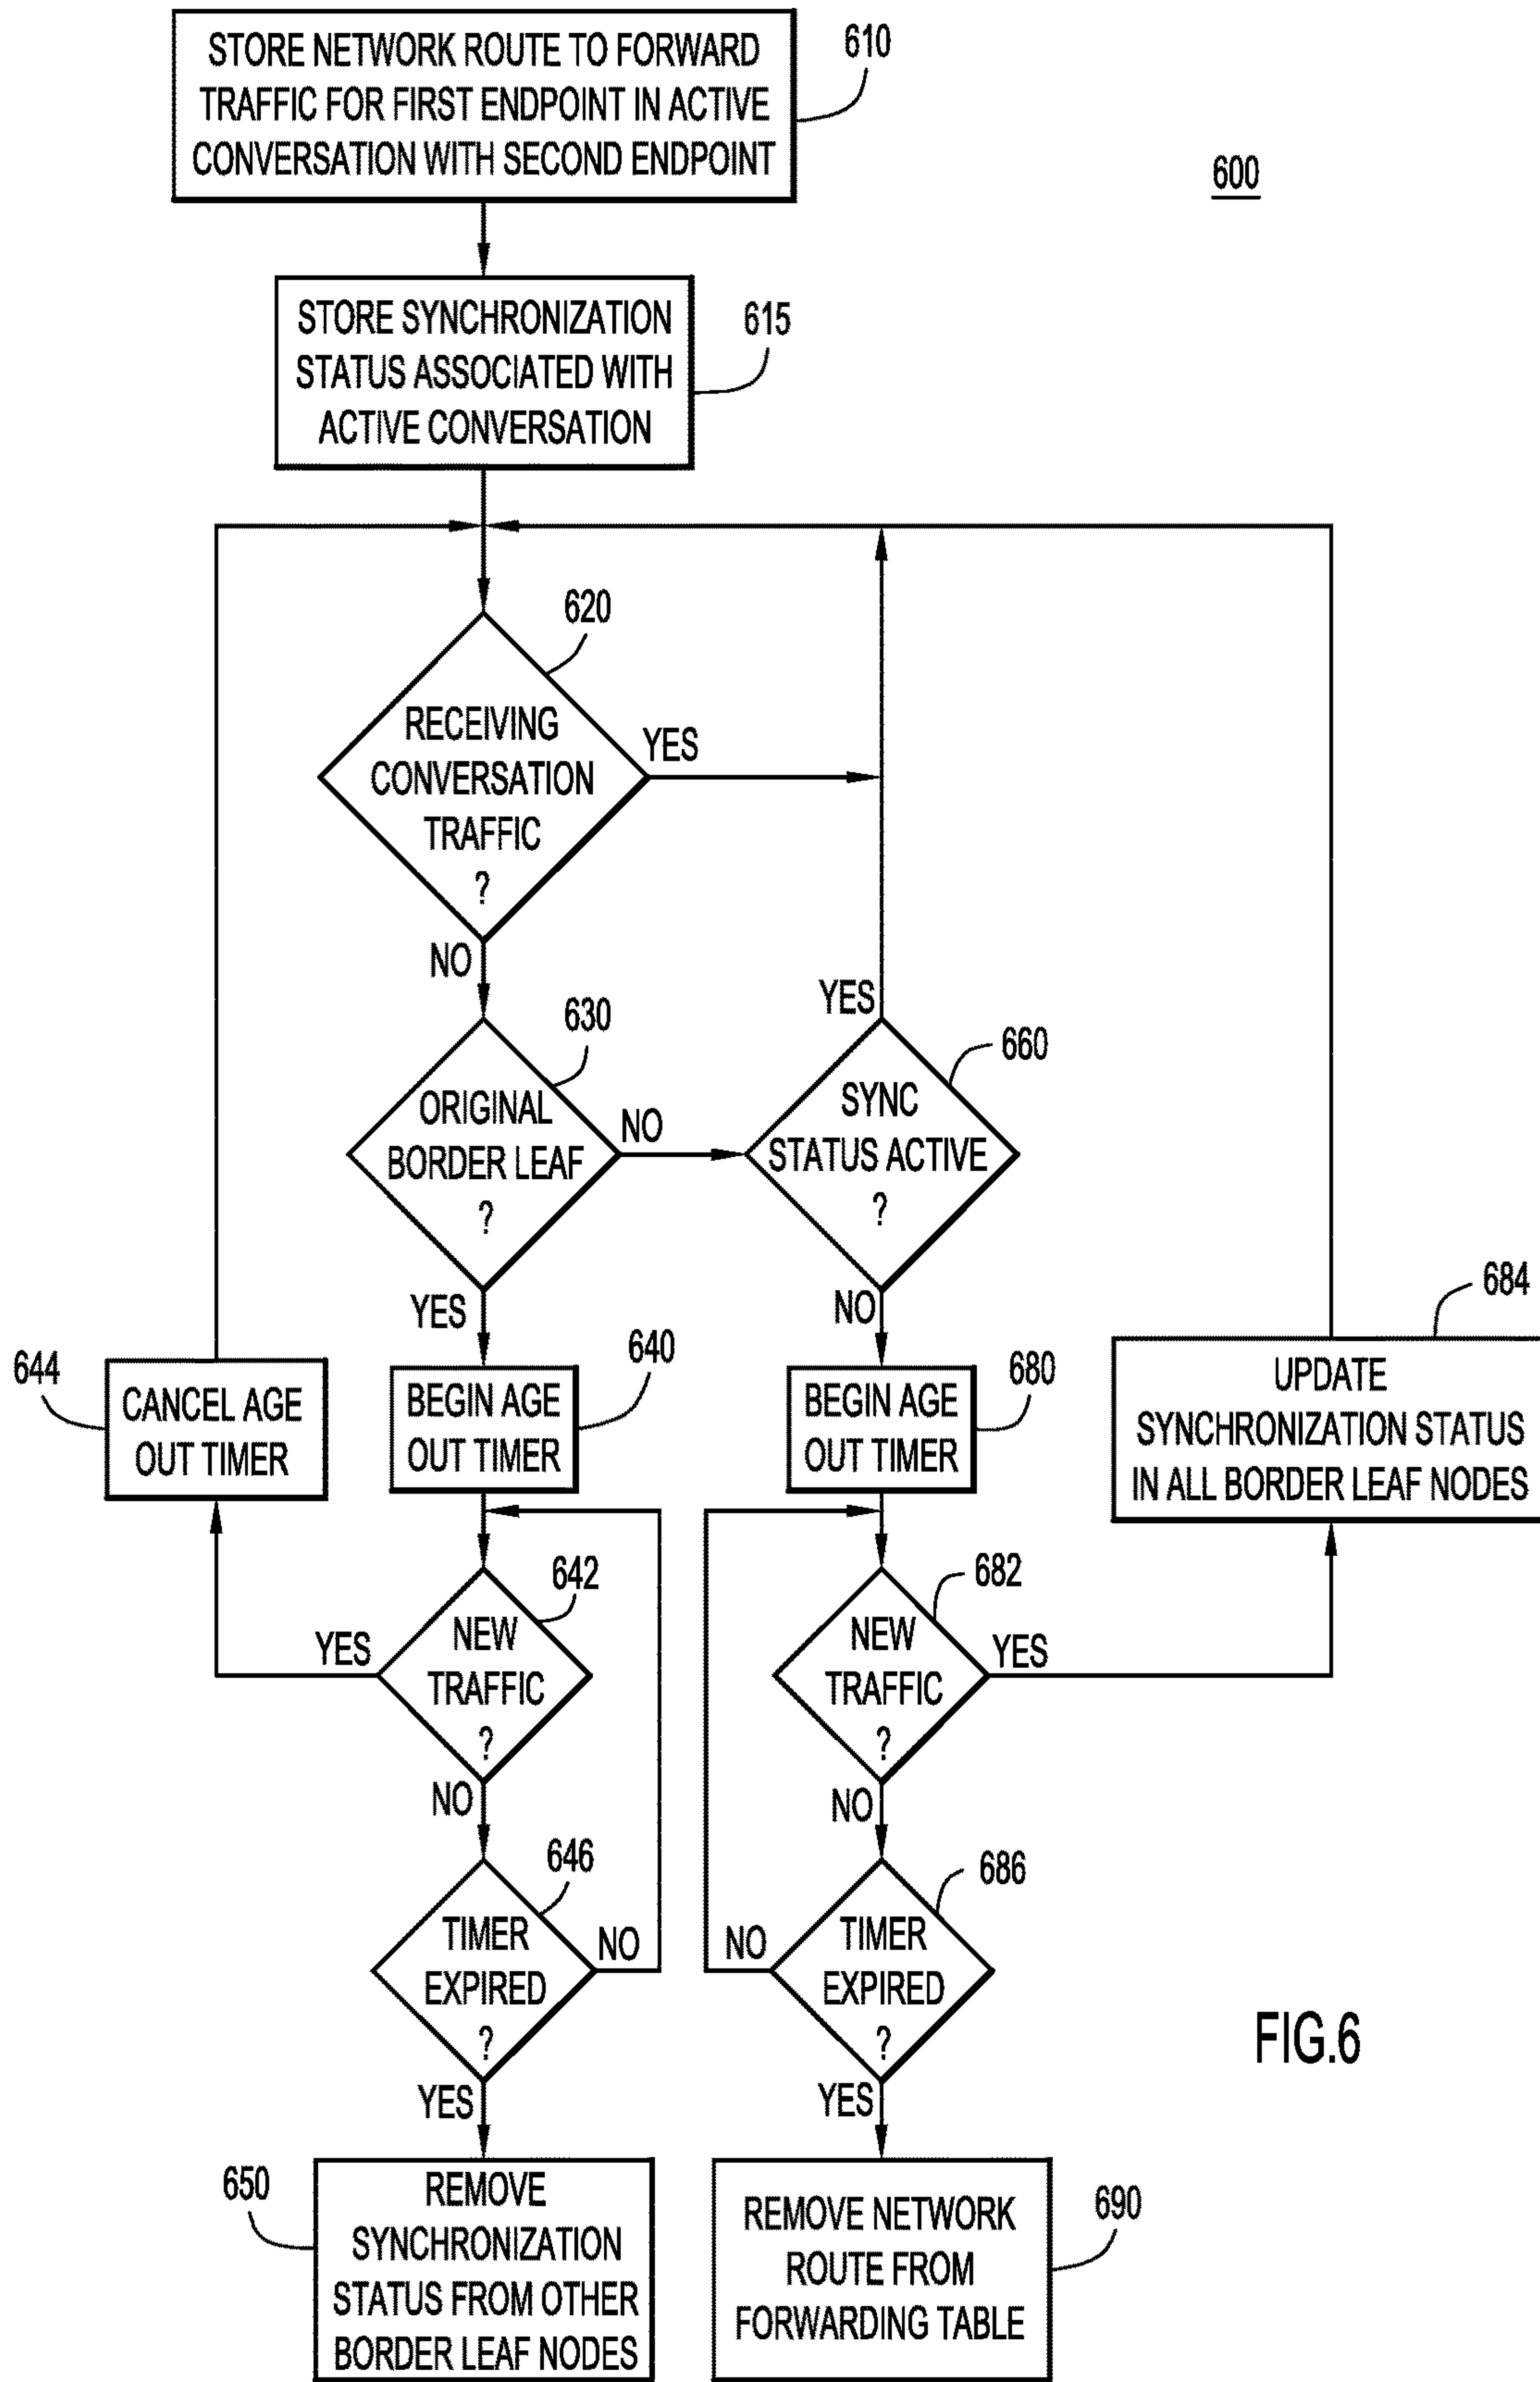 STORE NETWORK ROUTE TO FORWARD
TRAFFIC FOR FIRST ENDPOINT IN ACTIVE
CONVERSATION WITH SECOND ENDPOINT
610
600
STORE SYNCHRONIZATION
STATUS ASSOCIATED WITH
ACTIVE CONVERSATION
615
620
RECEIVING
CONVERSATION
TRAFFIC
?
YES
NO
630
ORIGINAL
BORDER LEAF
?
NO
YES
YES
660
SYNC
STATUS ACTIVE
?
NO
644
CANCEL AGE
OUT TIMER
640
BEGIN AGE
OUT TIMER
680
BEGIN AGE
OUT TIMER
684
UPDATE
SYNCHRONIZATION STATUS
IN ALL BORDER LEAF NODES
642
NEW
TRAFFIC
?
YES
NO
682
NEW
TRAFFIC
?
YES
NO
646
TIMER
EXPIRED
?
NO
YES
686
TIMER
EXPIRED
?
NO
YES
FIG.6
650
REMOVE
SYNCHRONIZATION
STATUS FROM OTHER
BORDER LEAF NODES
690
REMOVE NETWORK
ROUTE FROM
FORWARDING TABLE